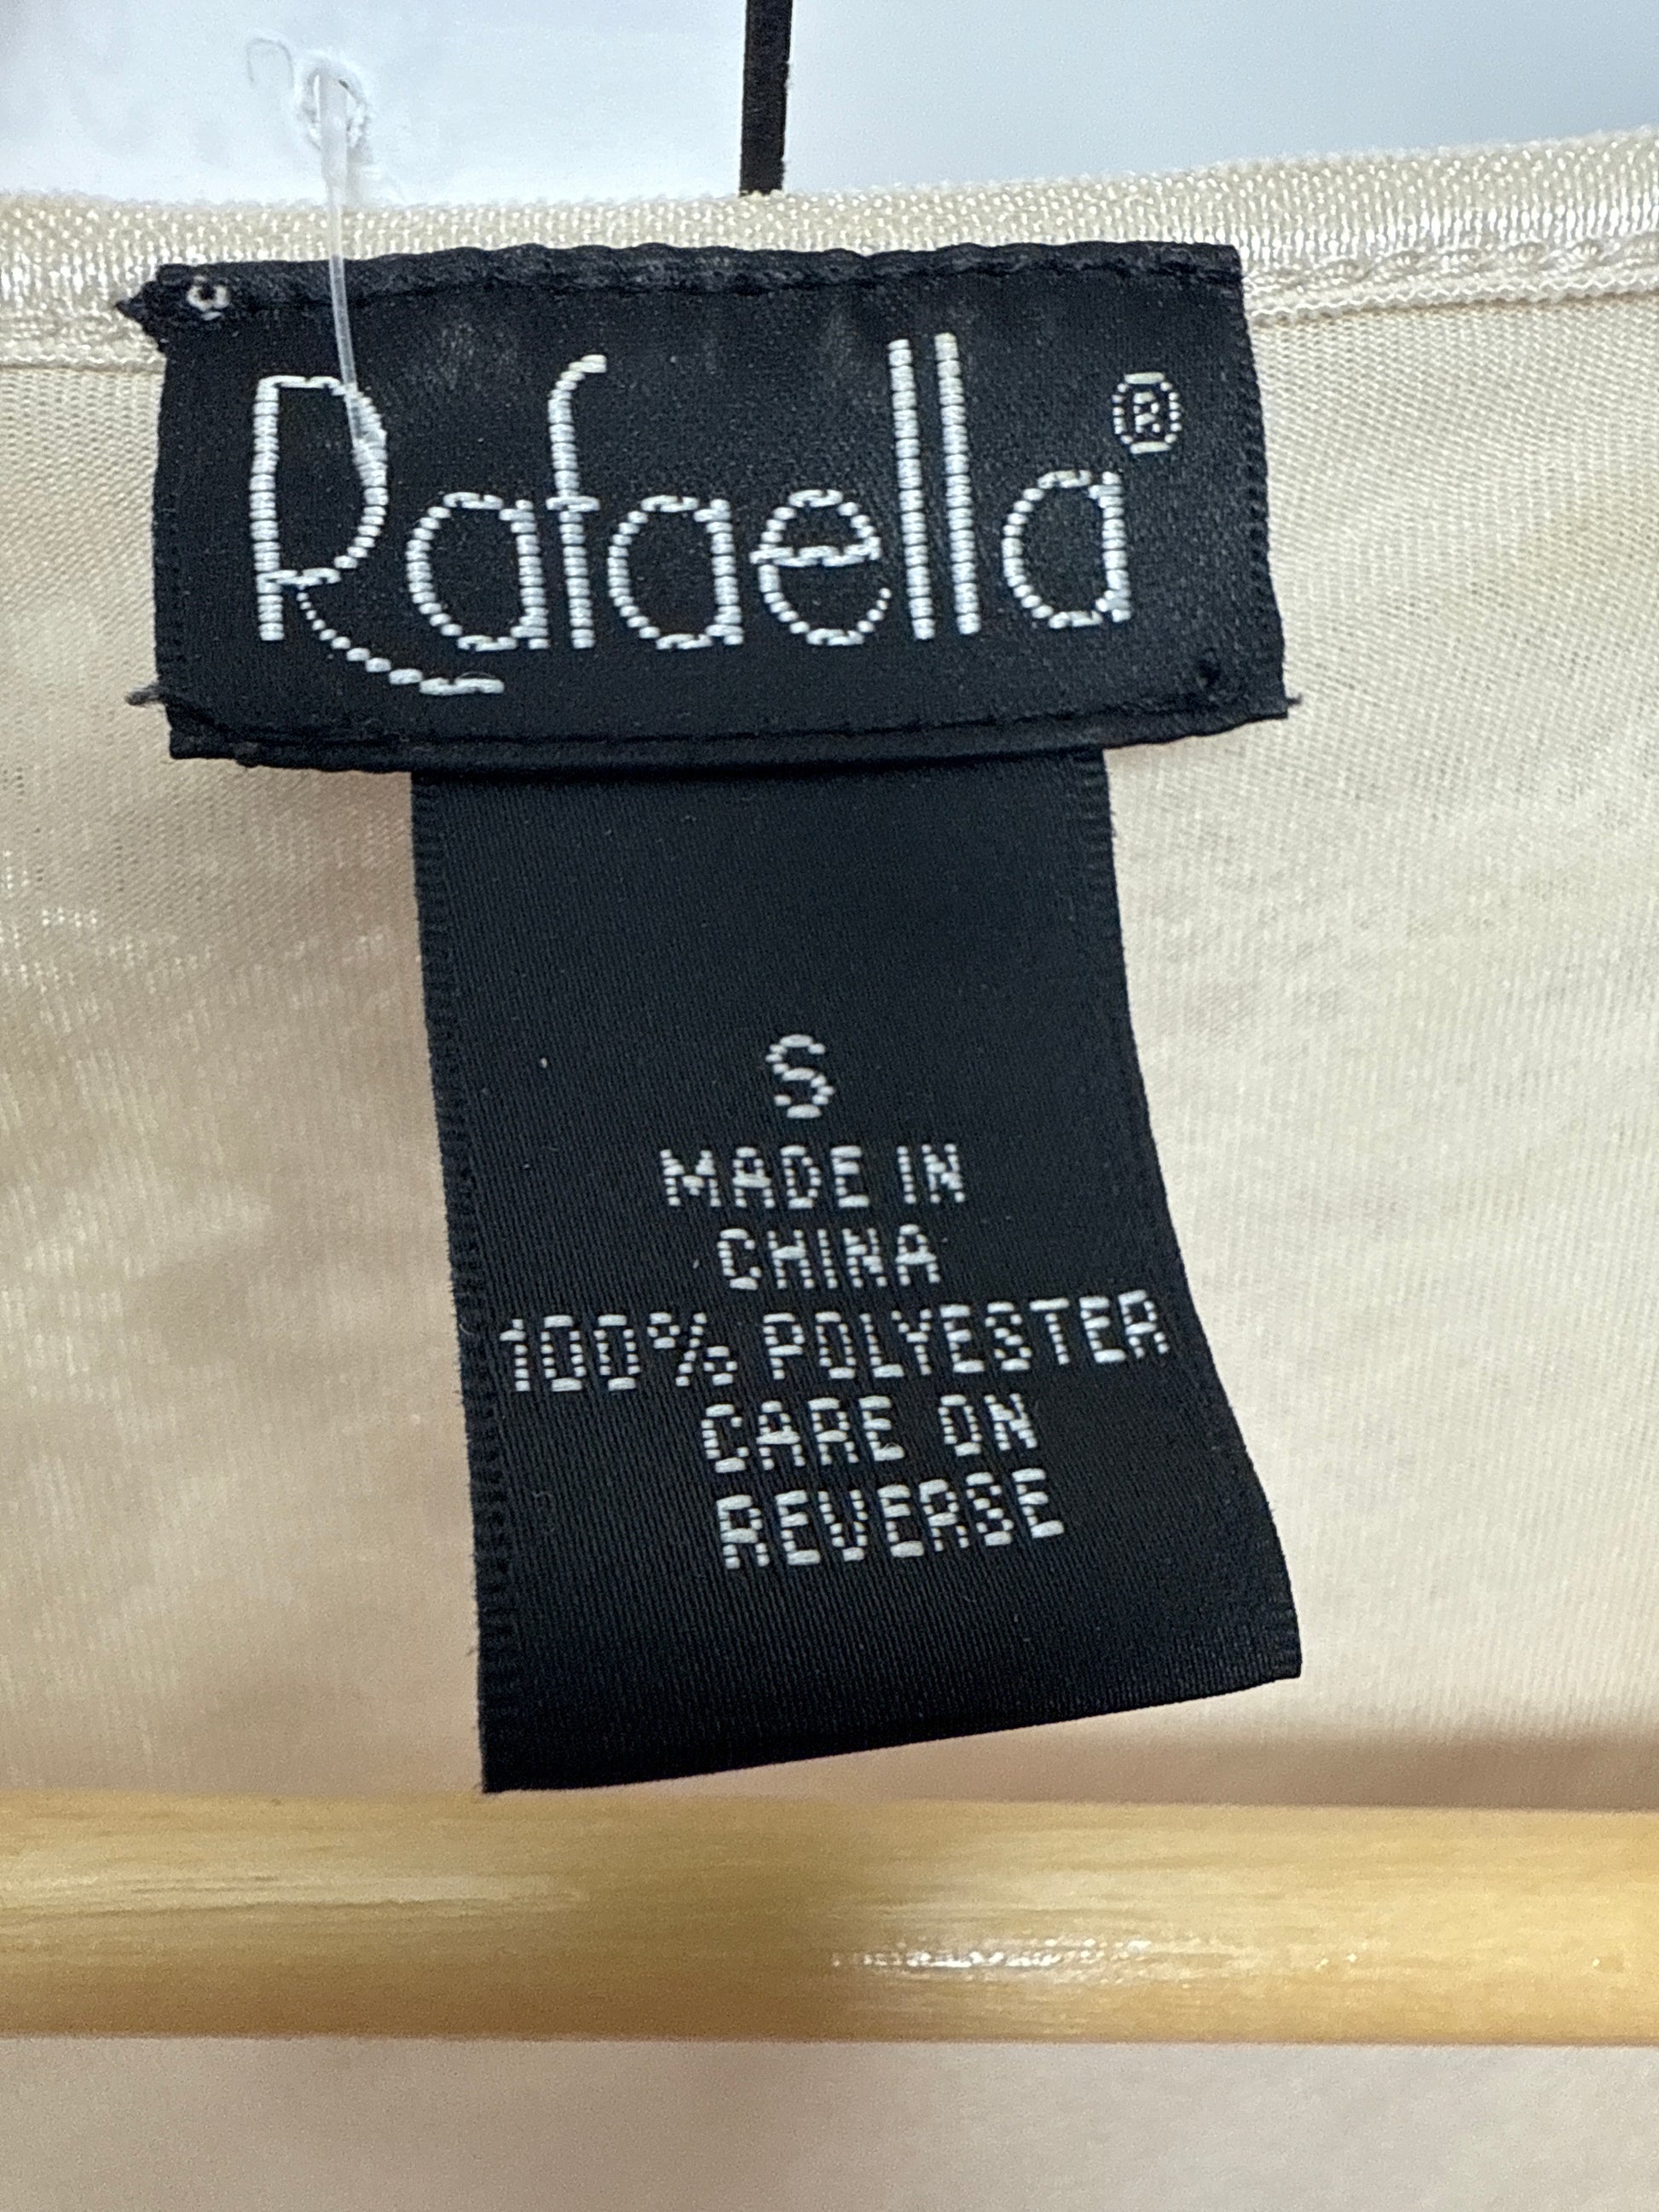 Rafaella®
S
MADE IN
CHINA
100% POLYESTER
CARE ON
REVERSE